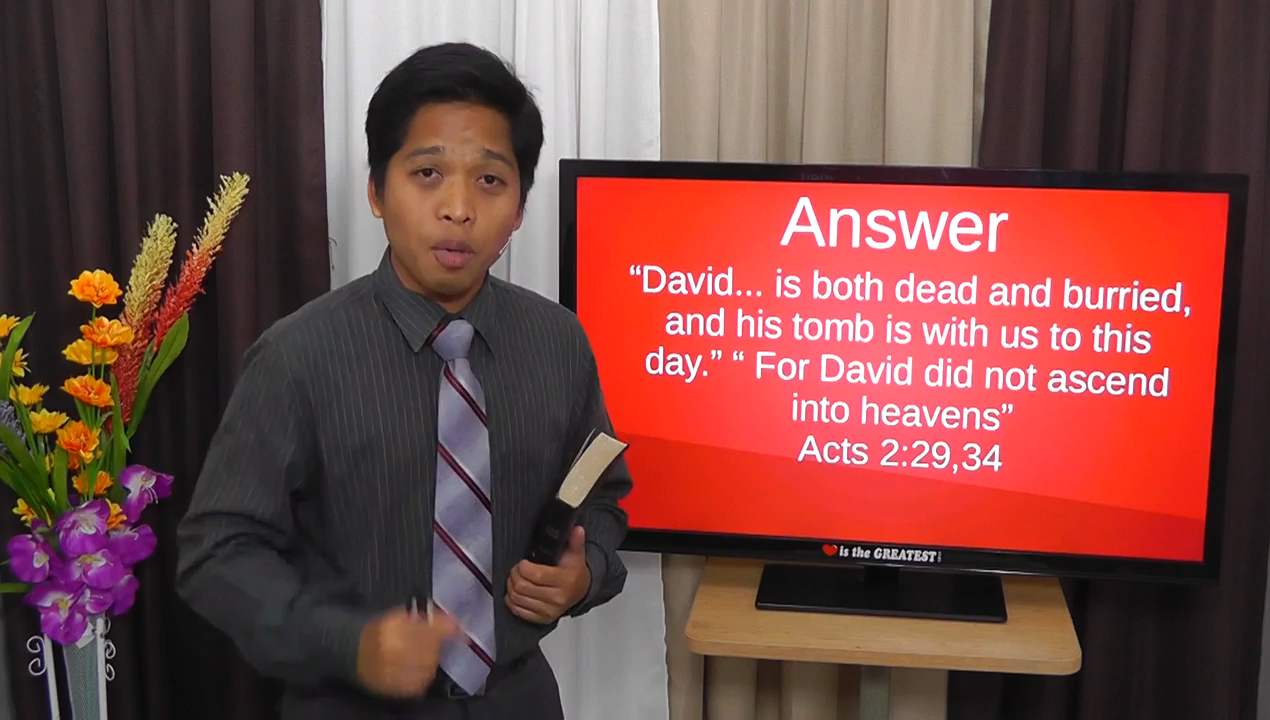 Answer
“David... is both dead and burried,
and his tomb is with us to this
day.” “ For David did not ascend
into heavens”
Acts 2:29,34
is the GREATEST